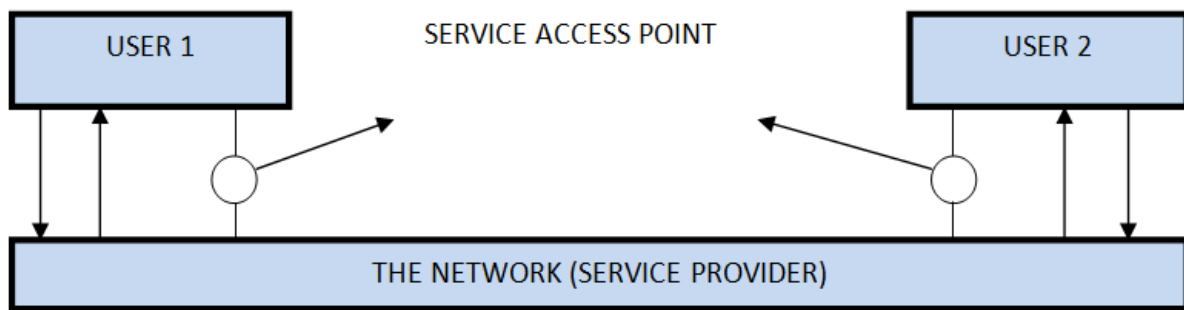 USER 1
SERVICE ACCESS POINT
USER 2
THE NETWORK (SERVICE PROVIDER)